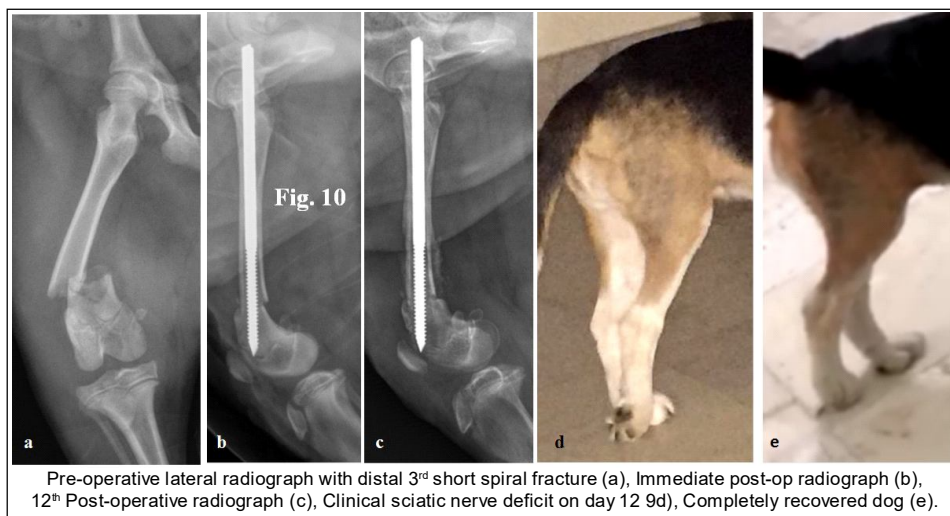 Fig. 10
a
b
c
d
e
Pre-operative lateral radiograph with distal 3rd short spiral fracture (a), Immediate post-op radiograph (b),
12th Post-operative radiograph (c), Clinical sciatic nerve deficit on day 12 9d), Completely recovered dog (e).